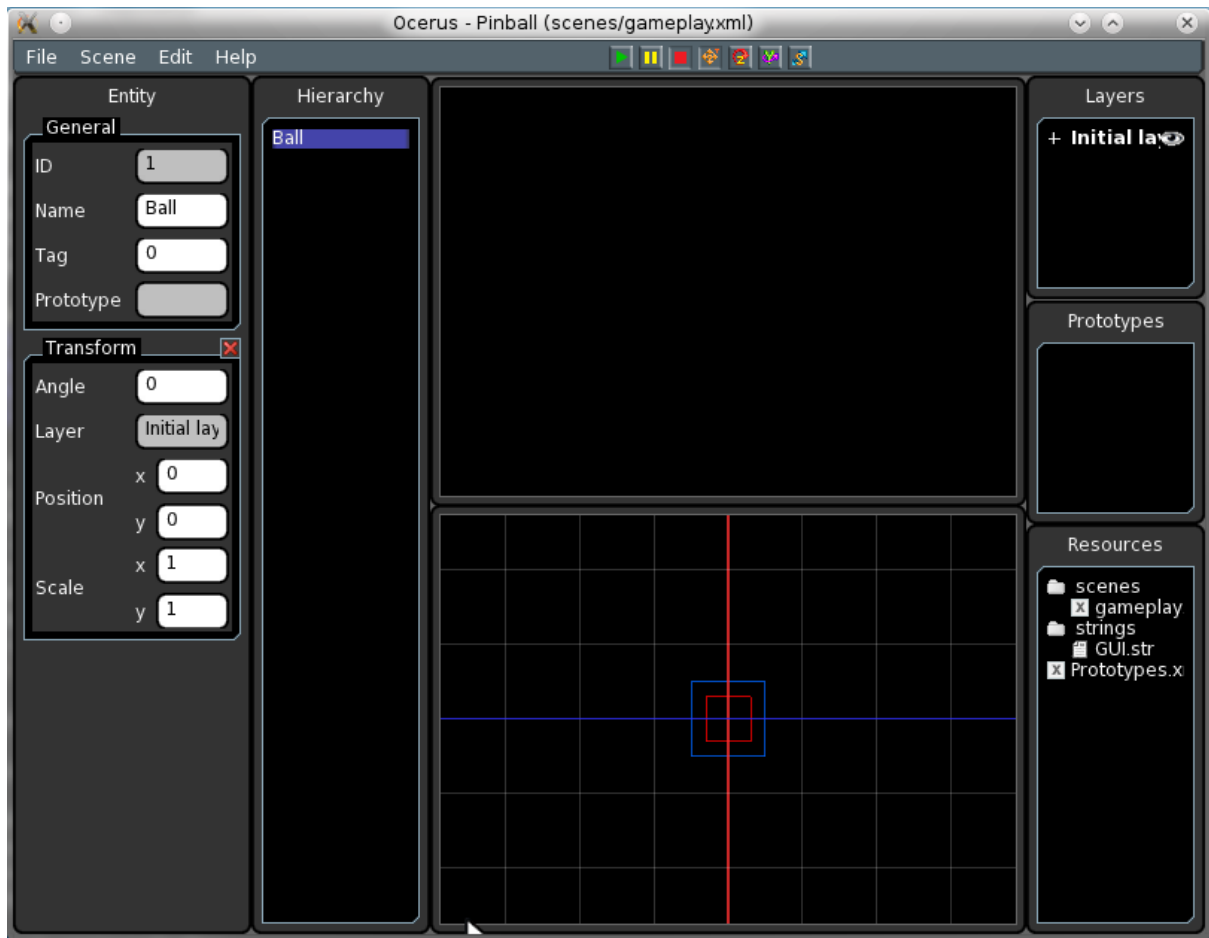 Ocerus - Pinball (scenes/gameplay.xml)
File Scene Edit Help
Entity
General
ID 1
Name Ball
Tag 0
Prototype
Transform
Angle 0
Layer Initial lay
Position x 0
y 0
Scale x 1
y 1
Hierarchy
Ball
Layers
+ Initial lay
Prototypes
Resources
scenes
X gameplay
strings
GUI.str
X Prototypes.x